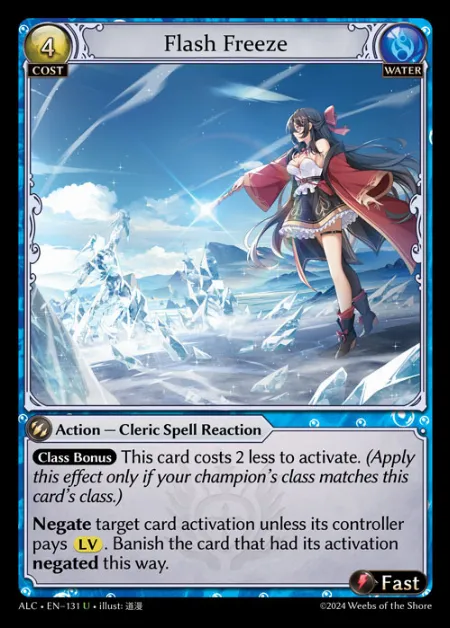 4
Flash Freeze
COST
WATER
Action — Cleric Spell Reaction
Class Bonus This card costs 2 less to activate. (Apply
this effect only if your champion's class matches this
card's class.)
Negate target card activation unless its controller
pays LV. Banish the card that had its activation
negated this way.
Fast
ALC • EN-131 U • illust: 道漫
©2024 Weebs of the Shore